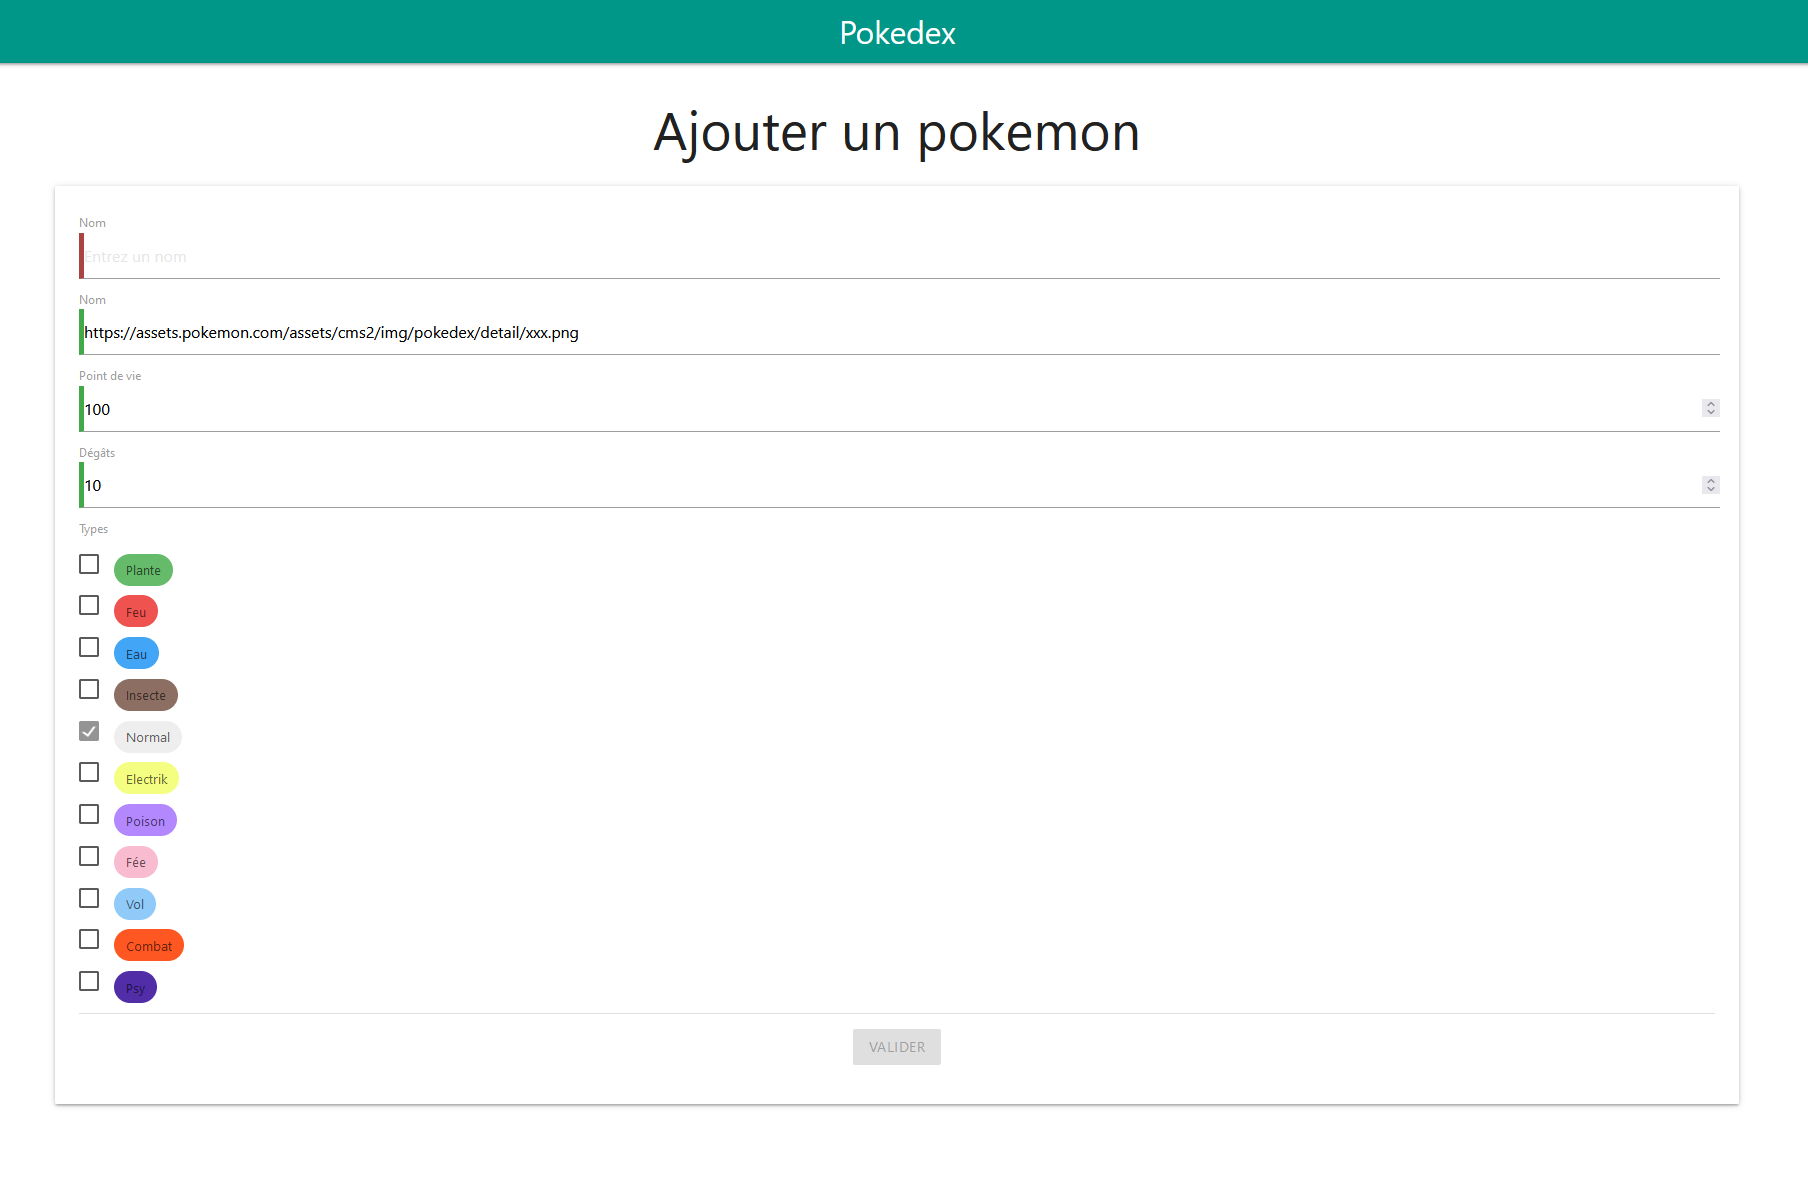 Pokedex
Ajouter un pokemon
Nom
Entrez un nom
Nom
https://assets.pokemon.com/assets/cms2/img/pokedex/detail/xxx.png
Point de vie
100
Dégâts
10
Types
Plante
Feu
Eau
Insecte
Normal
Electrik
Poison
Fée
Vol
Combat
Psy
VALIDER